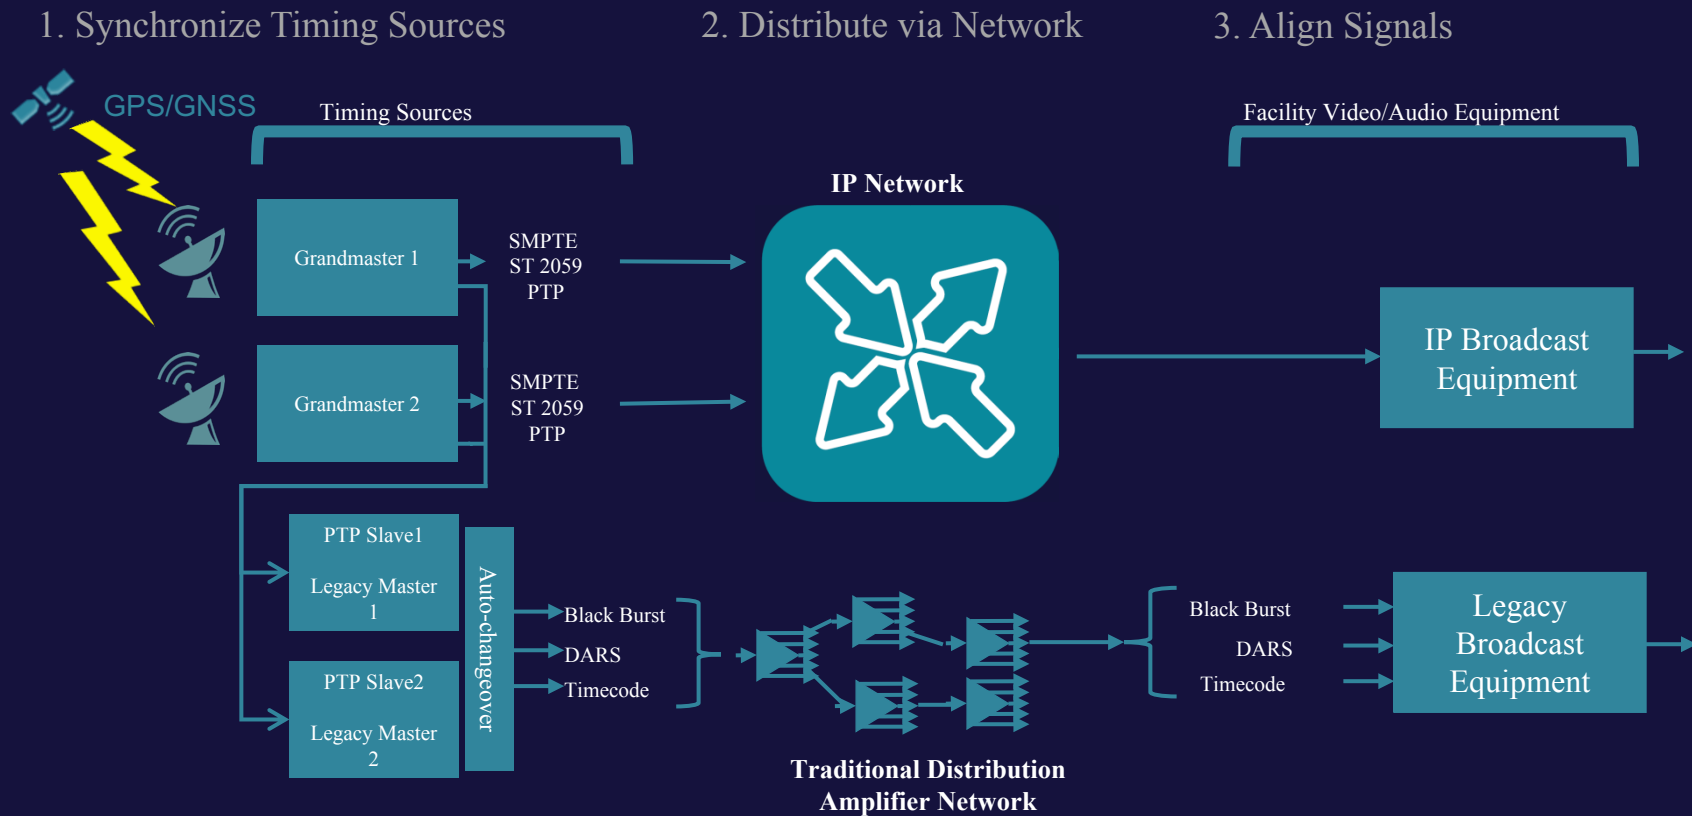 1. Synchronize Timing Sources
2. Distribute via Network
3. Align Signals
GPS/GNSS
Timing Sources
Facility Video/Audio Equipment
IP Network
Grandmaster 1
SMPTE
ST 2059
PTP
Grandmaster 2
SMPTE
ST 2059
PTP
IP Broadcast
Equipment
PTP Slave1
Legacy Master
1
PTP Slave2
Legacy Master
2
Auto-changeover
Black Burst
DARS
Timecode
Traditional Distribution
Amplifier Network
Black Burst
DARS
Timecode
Legacy
Broadcast
Equipment